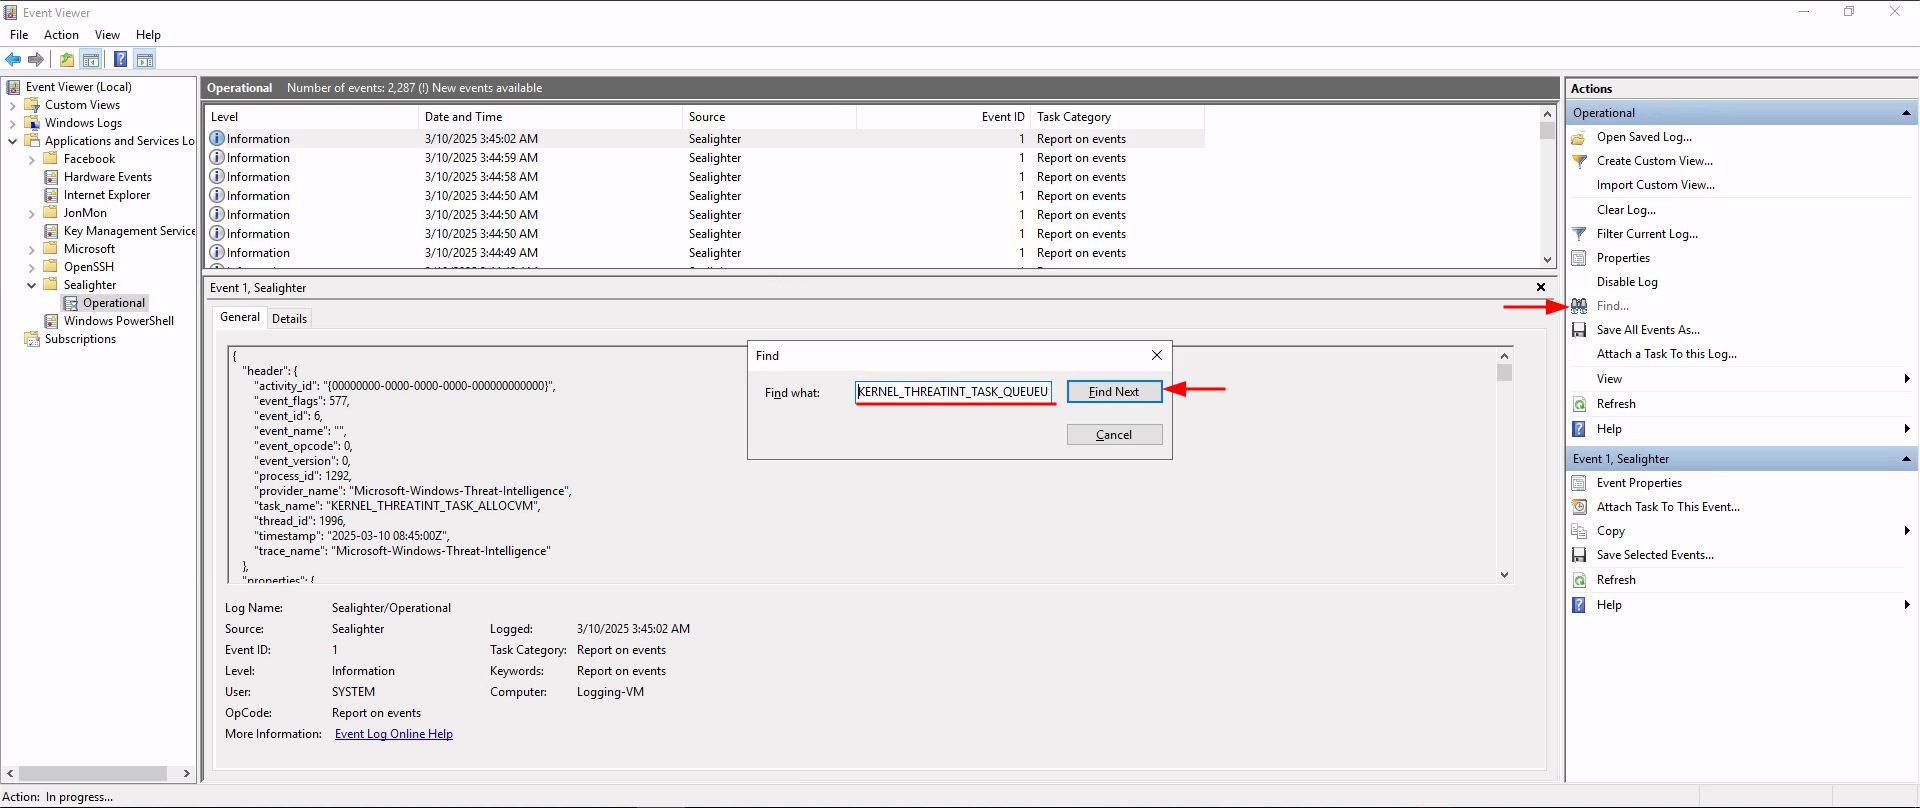 Event Viewer
File Action View Help
Event Viewer (Local)
Custom Views
Windows Logs
Applications and Services Lo
Facebook
Hardware Events
Internet Explorer
JonMon
Key Management Service
Microsoft
OpenSSH
Sealighter
Operational
Windows PowerShell
Subscriptions
Operational Number of events: 2,287 (!) New events available
Level Date and Time Source Event ID Task Category
Information 3/10/2025 3:45:02 AM Sealighter 1 Report on events
Information 3/10/2025 3:44:59 AM Sealighter 1 Report on events
Information 3/10/2025 3:44:58 AM Sealighter 1 Report on events
Information 3/10/2025 3:44:50 AM Sealighter 1 Report on events
Information 3/10/2025 3:44:50 AM Sealighter 1 Report on events
Information 3/10/2025 3:44:50 AM Sealighter 1 Report on events
Information 3/10/2025 3:44:49 AM Sealighter 1 Report on events
Event 1, Sealighter
General Details
{
"header": {
"activity_id": "{00000000-0000-0000-0000-000000000000}",
"event_flags": 577,
"event_id": 6,
"event_name": "",
"event_opcode": 0,
"event_version": 0,
"process_id": 1292,
"provider_name": "Microsoft-Windows-Threat-Intelligence",
"task_name": "KERNEL_THREATINT_TASK_ALLOCVM",
"thread_id": 1996,
"timestamp": "2025-03-10 08:45:00Z",
"trace_name": "Microsoft-Windows-Threat-Intelligence"
},
"properties": {
Find
Find what: KERNEL_THREATINT_TASK_QUEUEU Find Next
Cancel
Log Name: Sealighter/Operational
Source: Sealighter Logged: 3/10/2025 3:45:02 AM
Event ID: 1 Task Category: Report on events
Level: Information Keywords: Report on events
User: SYSTEM Computer: Logging-VM
OpCode: Report on events
More Information: Event Log Online Help
Actions
Operational
Open Saved Log...
Create Custom View...
Import Custom View...
Clear Log...
Filter Current Log...
Properties
Disable Log
Find...
Save All Events As...
Attach a Task To this Log...
View
Refresh
Help
Event 1, Sealighter
Event Properties
Attach Task To This Event...
Copy
Save Selected Events...
Refresh
Help
Action: In progress...